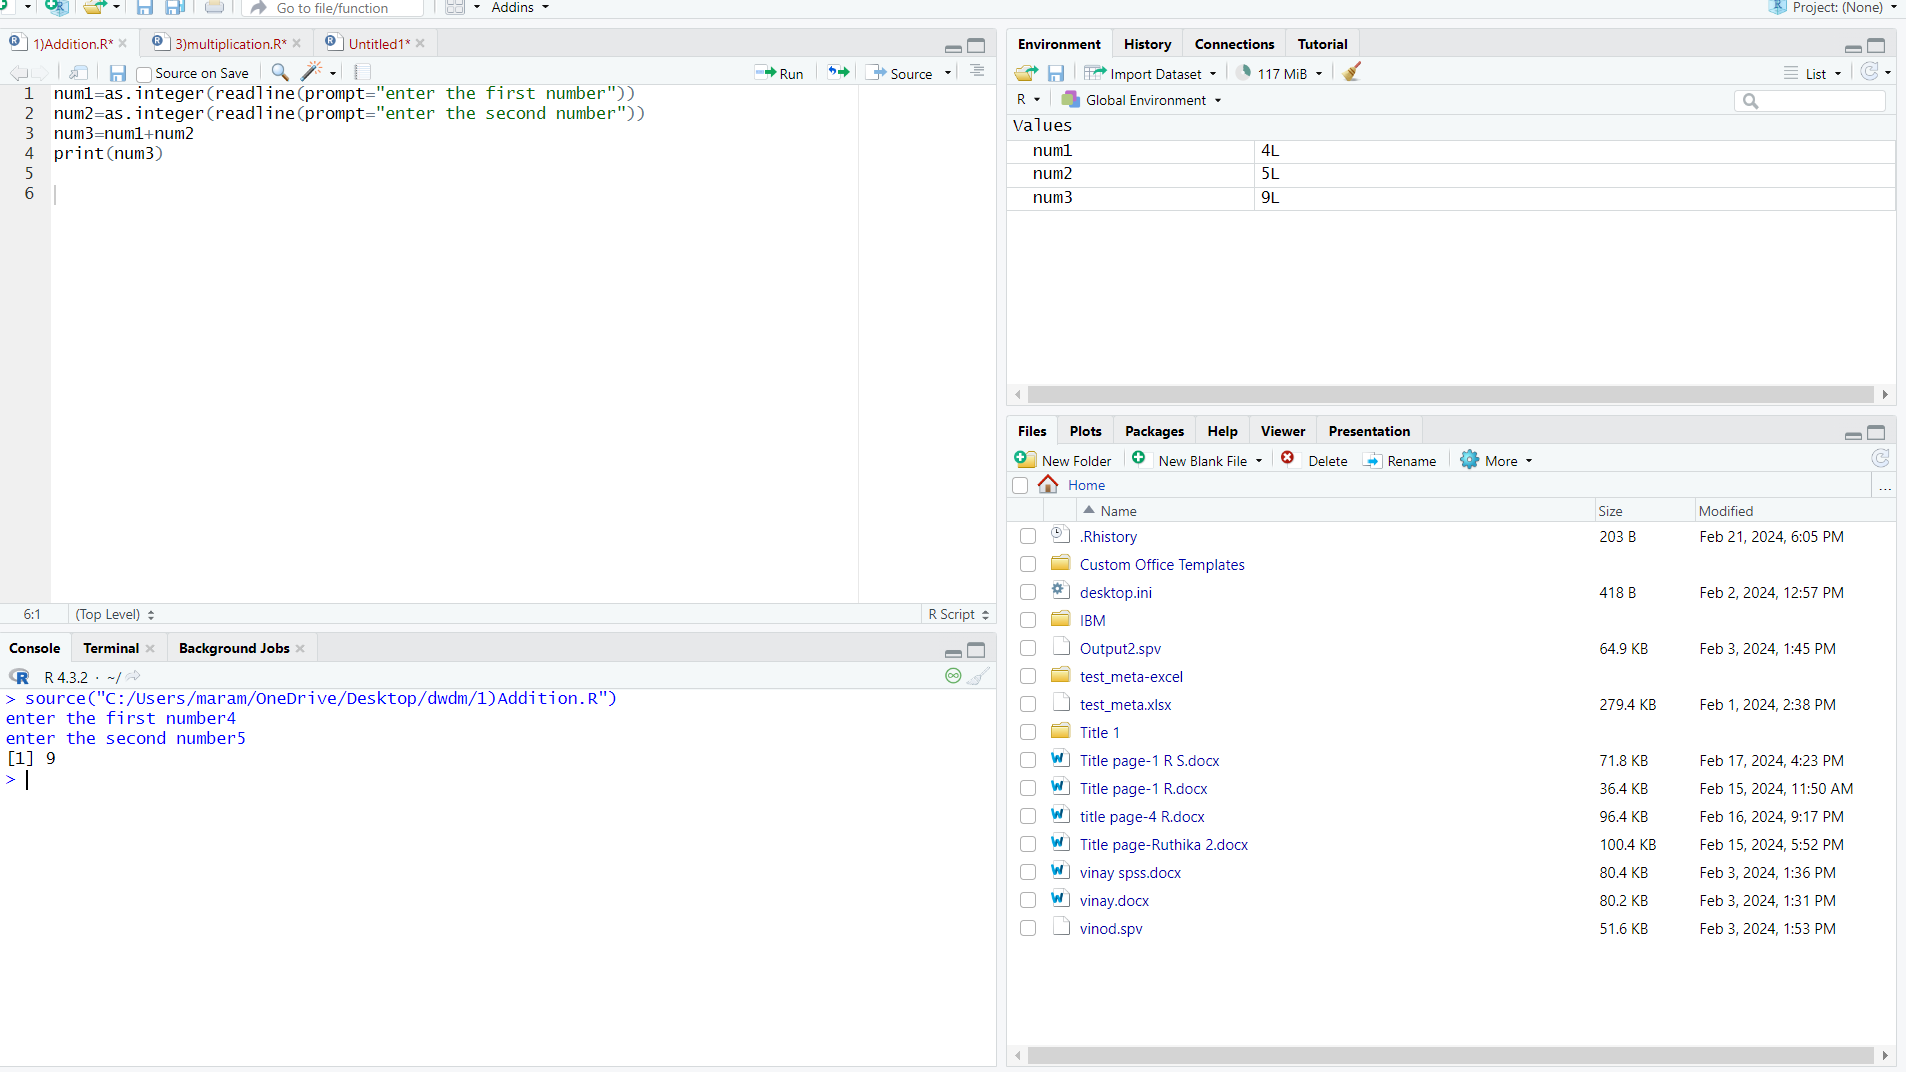 Go to file/function
Addins
Project: (None)
1)Addition.R*
3)multiplication.R*
Untitled1*
Source on Save
Run
Source
1 num1=as.integer(readline(prompt="enter the first number"))
2 num2=as.integer(readline(prompt="enter the second number"))
3 num3=num1+num2
4 print(num3)
5
6
6:1 (Top Level) R Script
Console Terminal Background Jobs
R 4.3.2 · ~/
> source("C:/Users/maram/OneDrive/Desktop/dwdm/1)Addition.R")
enter the first number4
enter the second number5
[1] 9
>
Environment History Connections Tutorial
Import Dataset 117 MiB List
R Global Environment
Values
num1 4L
num2 5L
num3 9L
Files Plots Packages Help Viewer Presentation
New Folder New Blank File Delete Rename More
Home ...
Name Size Modified
.Rhistory 203 B Feb 21, 2024, 6:05 PM
Custom Office Templates
desktop.ini 418 B Feb 2, 2024, 12:57 PM
IBM
Output2.spv 64.9 KB Feb 3, 2024, 1:45 PM
test_meta-excel
test_meta.xlsx 279.4 KB Feb 1, 2024, 2:38 PM
Title 1
Title page-1 R S.docx 71.8 KB Feb 17, 2024, 4:23 PM
Title page-1 R.docx 36.4 KB Feb 15, 2024, 11:50 AM
title page-4 R.docx 96.4 KB Feb 16, 2024, 9:17 PM
Title page-Ruthika 2.docx 100.4 KB Feb 15, 2024, 5:52 PM
vinay spss.docx 80.4 KB Feb 3, 2024, 1:36 PM
vinay.docx 80.2 KB Feb 3, 2024, 1:31 PM
vinod.spv 51.6 KB Feb 3, 2024, 1:53 PM